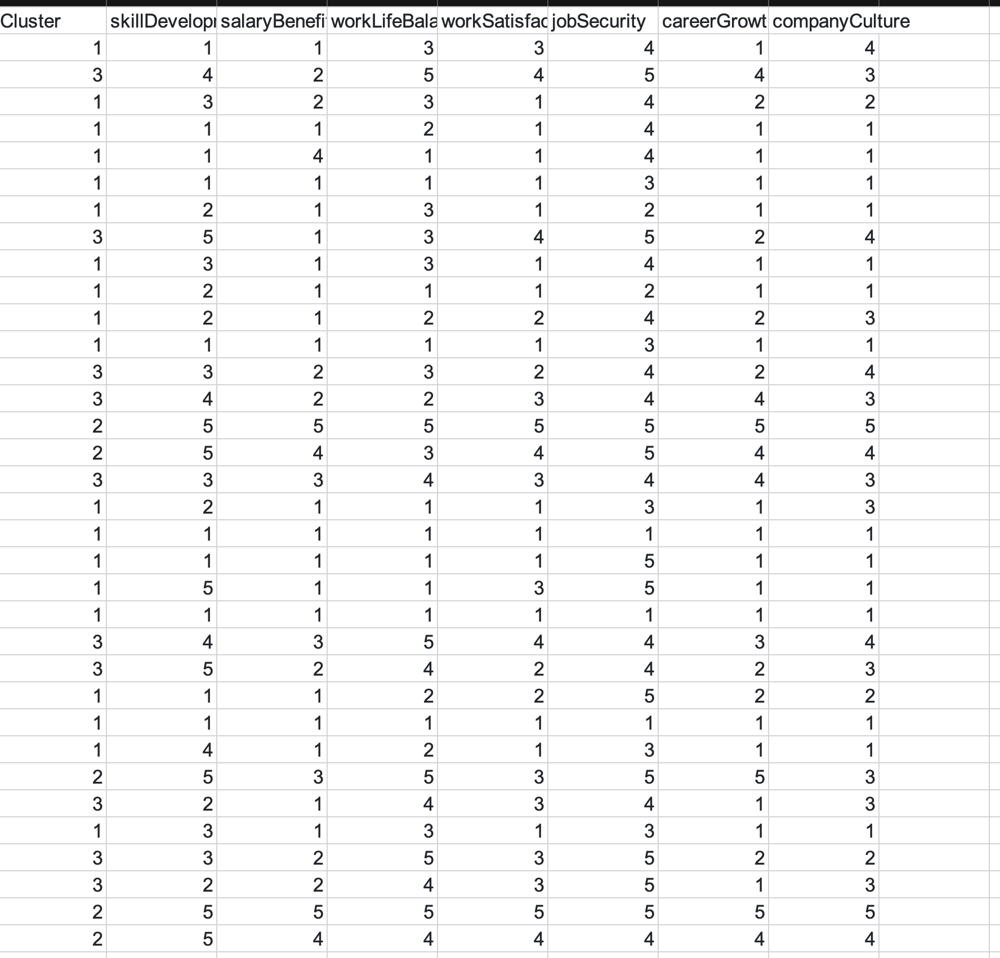 Cluster skillDevelopr salaryBenefi workLifeBala workSatisfac jobSecurity careerGrowt companyCulture
1 1 1 3 3 4 1 4
3 4 2 5 4 5 4 3
1 3 2 3 1 4 2 2
1 1 1 2 1 4 1 1
1 1 4 1 1 4 1 1
1 1 1 1 1 3 1 1
1 2 1 3 1 2 1 1
3 5 1 3 4 5 2 4
1 3 1 3 1 4 1 1
1 2 1 1 1 2 1 1
1 2 1 2 2 4 2 3
1 1 1 1 1 3 1 1
3 3 2 3 2 4 2 4
3 4 2 2 3 4 4 3
2 5 5 5 5 5 5 5
2 5 4 3 4 5 4 4
3 3 3 4 3 4 4 3
1 2 1 1 1 3 1 3
1 1 1 1 1 1 1 1
1 1 1 1 1 5 1 1
1 5 1 1 3 5 1 1
1 1 1 1 1 1 1 1
3 4 3 5 4 4 3 4
3 5 2 4 2 4 2 3
1 1 1 2 2 5 2 2
1 1 1 1 1 1 1 1
1 4 1 2 1 3 1 1
2 5 3 5 3 5 5 3
3 2 1 4 3 4 1 3
1 3 1 3 1 3 1 1
3 3 2 5 3 5 2 2
3 2 2 4 3 5 1 3
2 5 5 5 5 5 5 5
2 5 4 4 4 4 4 4